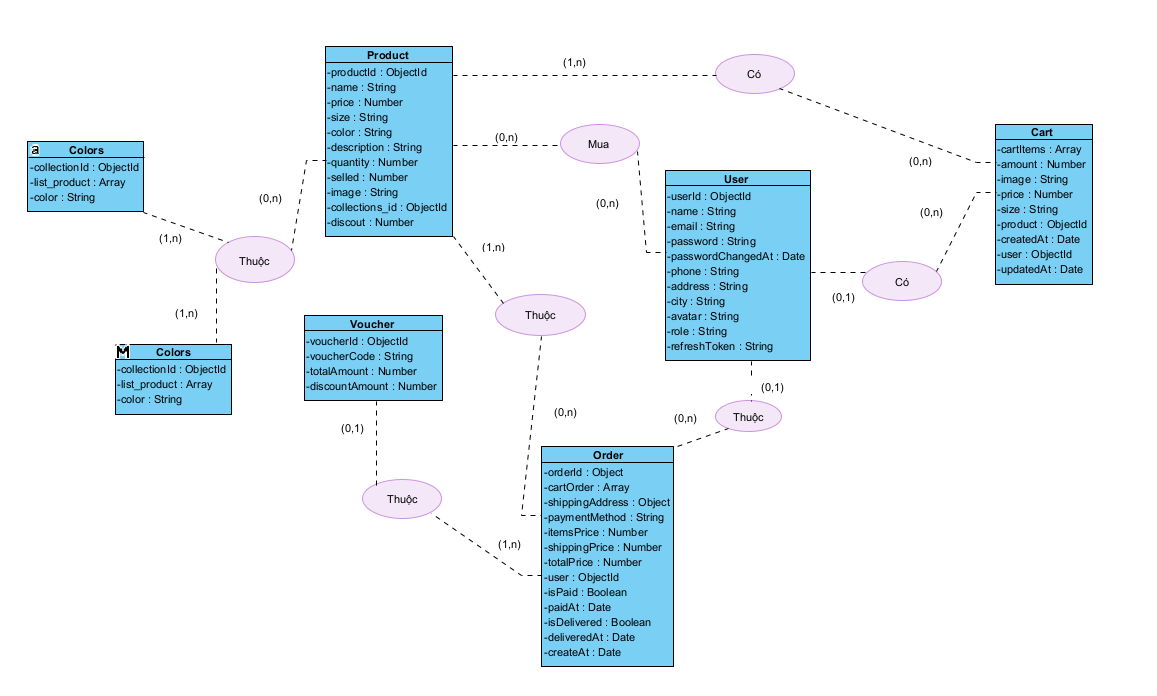 Product
-productId : ObjectId
-name : String
-price : Number
-size : String
-color : String
-description : String
-quantity : Number
-selled : Number
-image : String
-collections_id : ObjectId
-discout : Number
(1,n)
Có
(0,n)
Mua
(0,n)
(0,n)
Cart
-cartItems : Array
-amount : Number
-image : String
-price : Number
-size : String
-product : ObjectId
-createdAt : Date
-user : ObjectId
-updatedAt : Date
a Colors
-collectionId : ObjectId
-list_product : Array
-color : String
(0,n)
(1,n)
Thuộc
(1,n)
M Colors
-collectionId : ObjectId
-list_product : Array
-color : String
User
-userId : ObjectId
-name : String
-email : String
-password : String
-passwordChangedAt : Date
-phone : String
-address : String
-city : String
-avatar : String
-role : String
-refreshToken : String
(0,n)
Có
(0,1)
(1,n)
Thuộc
(0,n)
Voucher
-voucherId : ObjectId
-voucherCode : String
-totalAmount : Number
-discountAmount : Number
(0,1)
Thuộc
(1,n)
(0,1)
Thuộc
(0,n)
Order
-orderId : Object
-cartOrder : Array
-shippingAddress : Object
-paymentMethod : String
-itemsPrice : Number
-shippingPrice : Number
-totalPrice : Number
-user : ObjectId
-isPaid : Boolean
-paidAt : Date
-isDelivered : Boolean
-deliveredAt : Date
-createAt : Date